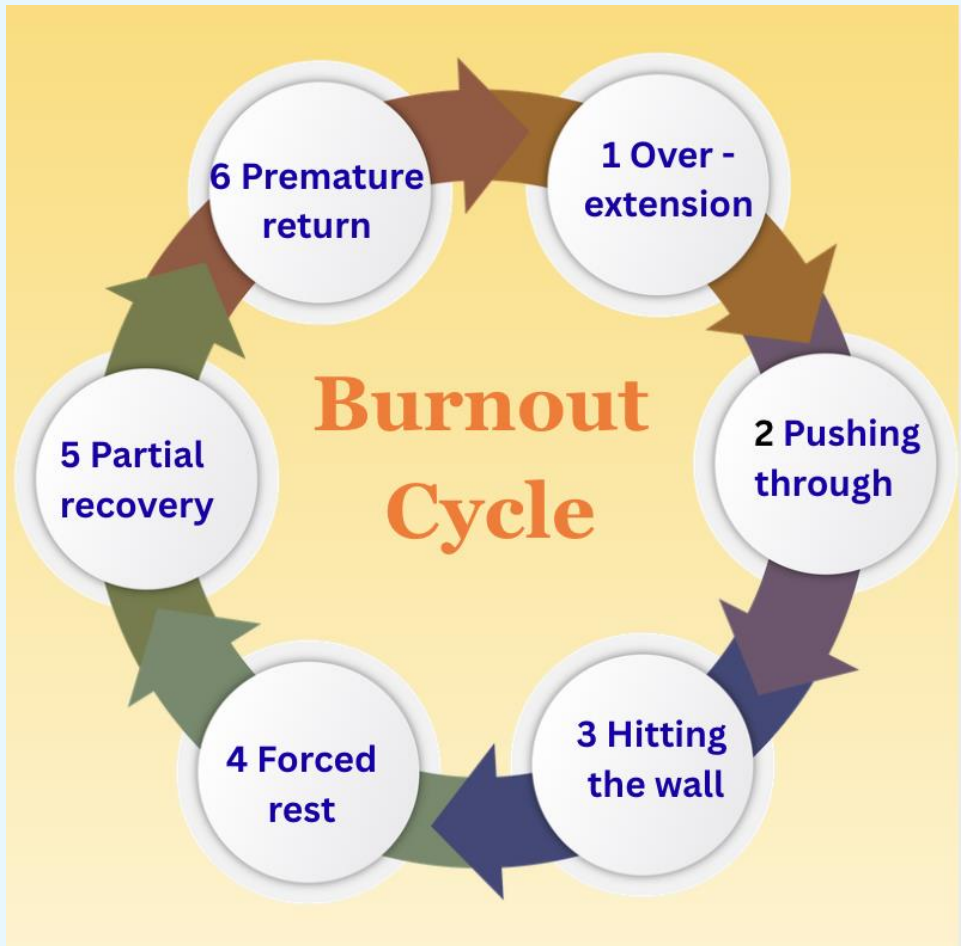 Burnout
Cycle
1 Over -
extension
2 Pushing
through
3 Hitting
the wall
4 Forced
rest
5 Partial
recovery
6 Premature
return